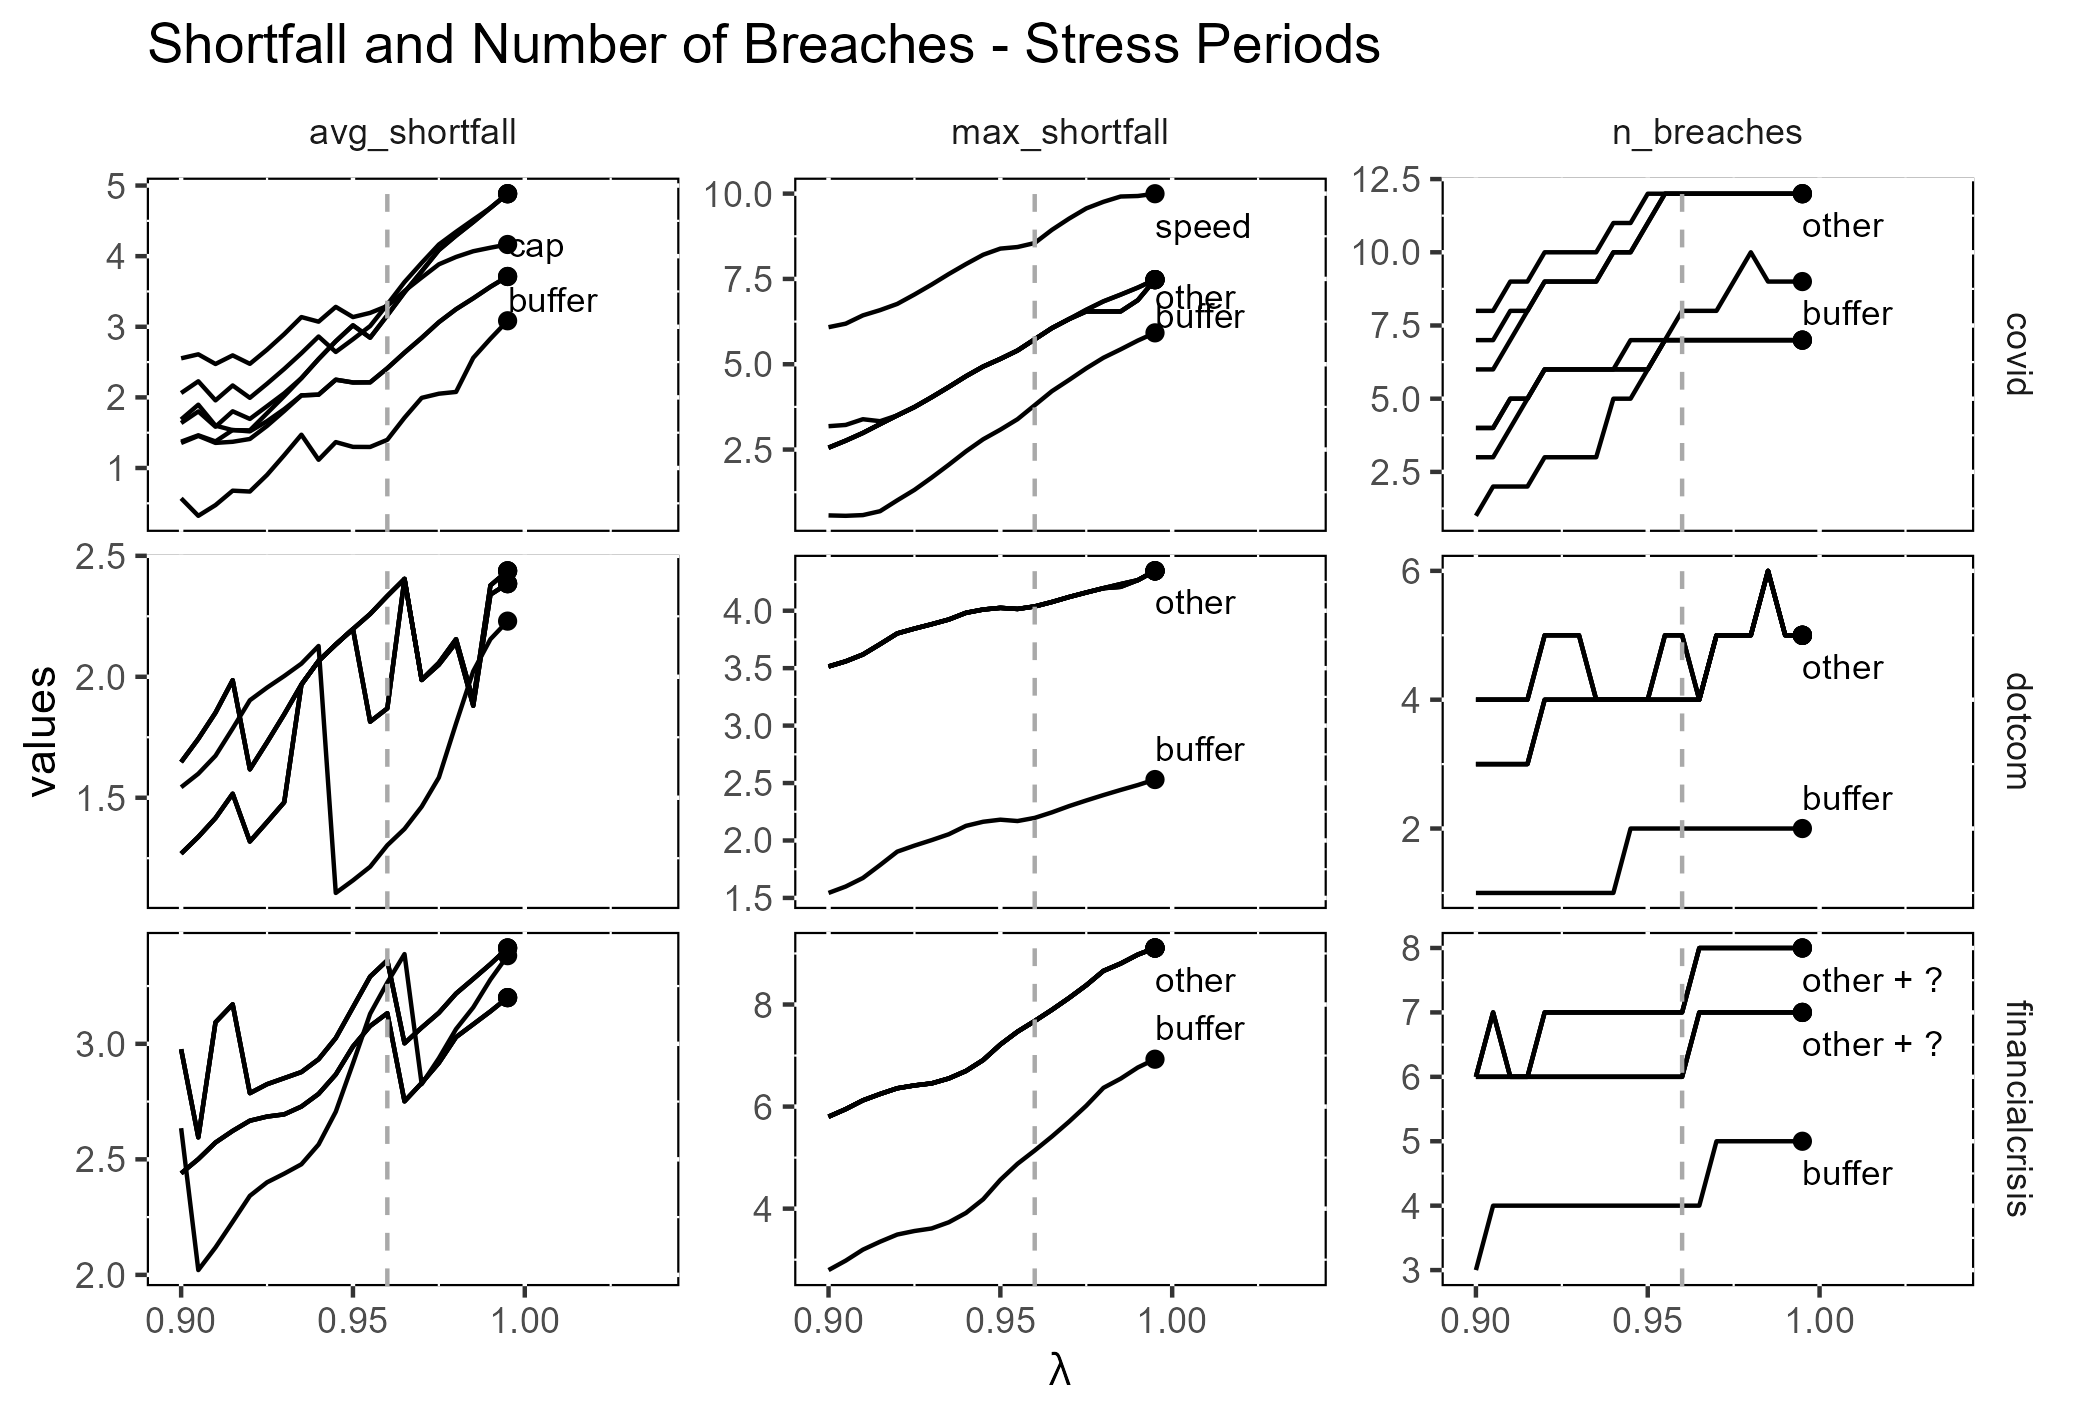 Shortfall and Number of Breaches - Stress Periods
avg_shortfall
max_shortfall
n_breaches
5
4
3
2
1
cap
buffer
10.0
7.5
5.0
2.5
speed
other
buffer
12.5
10.0
7.5
5.0
2.5
other
buffer
covid
values
2.5
2.0
1.5
4.0
3.5
3.0
2.5
2.0
1.5
other
buffer
6
4
2
other
buffer
dotcom
3.0
2.5
2.0
8
6
4
other
buffer
8
7
6
5
4
3
other + ?
other + ?
buffer
financialcrisis
0.90 0.95 1.00
0.90 0.95 1.00
0.90 0.95 1.00
λ